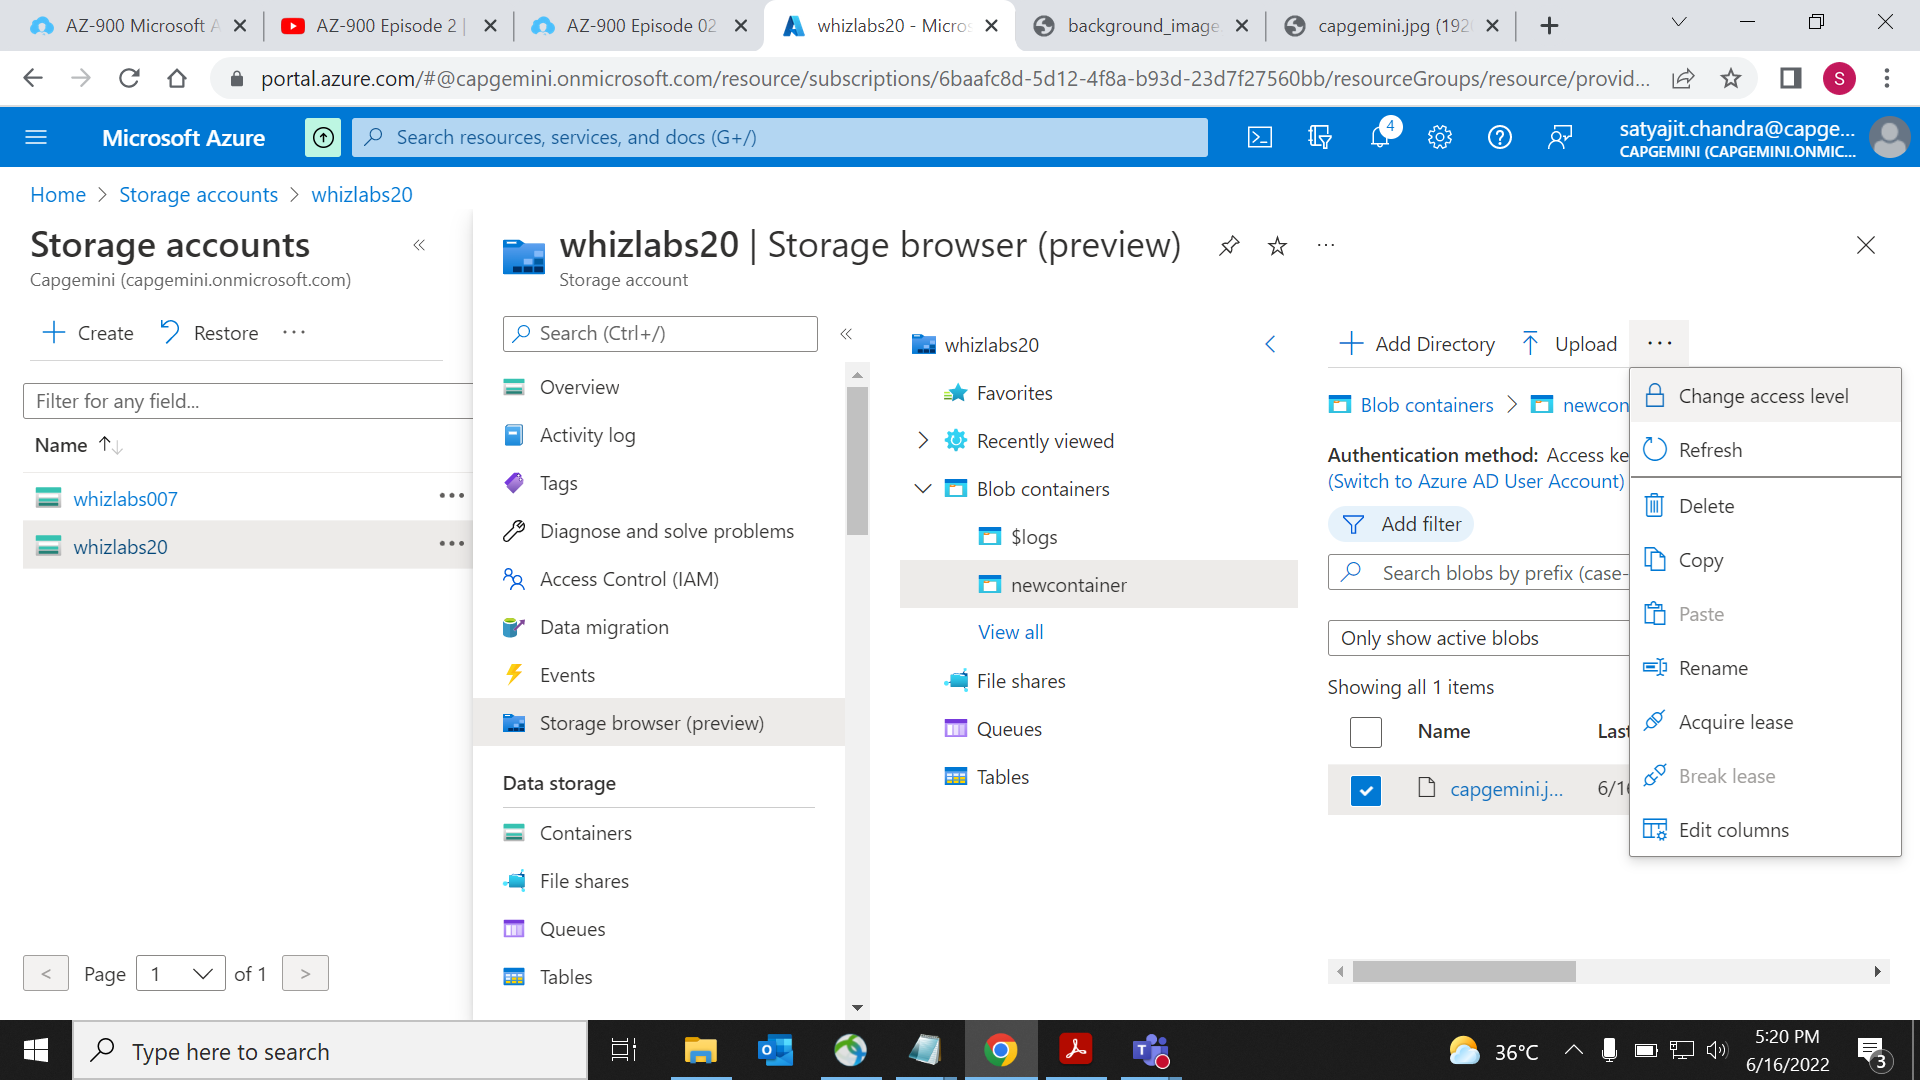 AZ-900 Microsoft A
AZ-900 Episode 2 |
AZ-900 Episode 02
whizlabs20 - Micros
background_image.
capgemini.jpg (192
portal.azure.com/#@capgemini.onmicrosoft.com/resource/subscriptions/6baafc8d-5d12-4f8a-b93d-23d7f27560bb/resourceGroups/resource/provid...
S
Microsoft Azure
Search resources, services, and docs (G+/)
4
satyajit.chandra@capge...
CAPGEMINI (CAPGEMINI.ONMIC...
Home > Storage accounts > whizlabs20
Storage accounts
Capgemini (capgemini.onmicrosoft.com)
Create
Restore
Filter for any field...
Name
whizlabs007
whizlabs20
< Page 1 of 1 >
whizlabs20 | Storage browser (preview)
Storage account
Search (Ctrl+/)
Overview
Activity log
Tags
Diagnose and solve problems
Access Control (IAM)
Data migration
Events
Storage browser (preview)
Data storage
Containers
File shares
Queues
Tables
whizlabs20
Favorites
Recently viewed
Blob containers
$logs
newcontainer
View all
File shares
Queues
Tables
Add Directory
Upload
Blob containers > newcon
Authentication method: Access ke
(Switch to Azure AD User Account)
Add filter
Search blobs by prefix (case-
Only show active blobs
Showing all 1 items
Name
Last
capgemini.j...
6/16
Change access level
Refresh
Delete
Copy
Paste
Rename
Acquire lease
Break lease
Edit columns
Type here to search
36°C
5:20 PM
6/16/2022
3